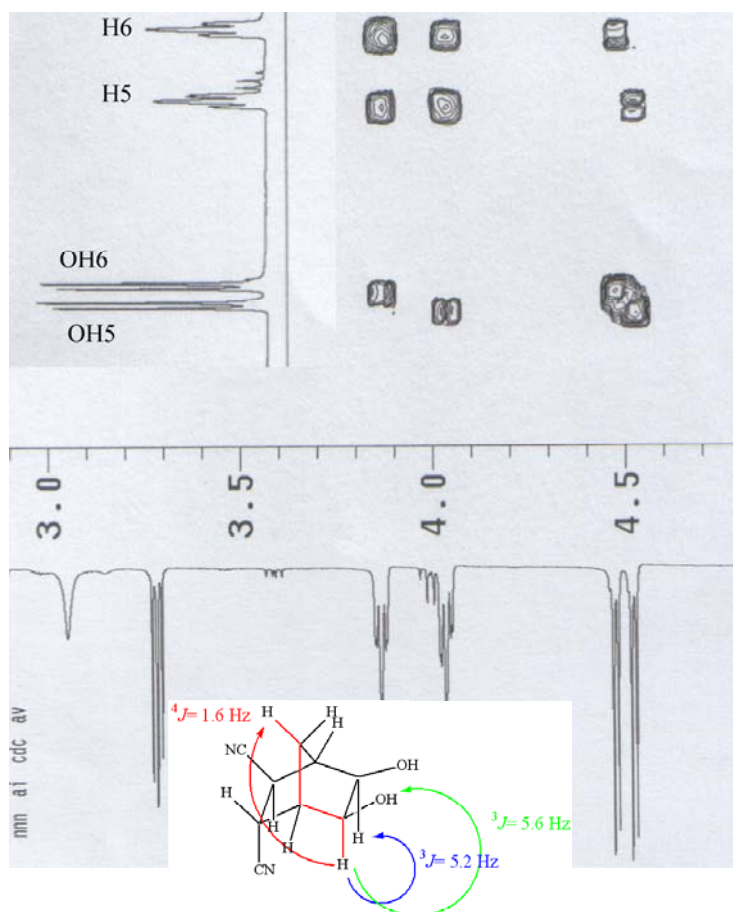 H6
H5
OH6
OH5
3.0
3.5
4.0
4.5
nnn ai cdc av
⁴J= 1.6 Hz
H
H
H
NC
OH
H
OH
H
H
H
³J= 5.6 Hz
H
³J= 5.2 Hz
CN